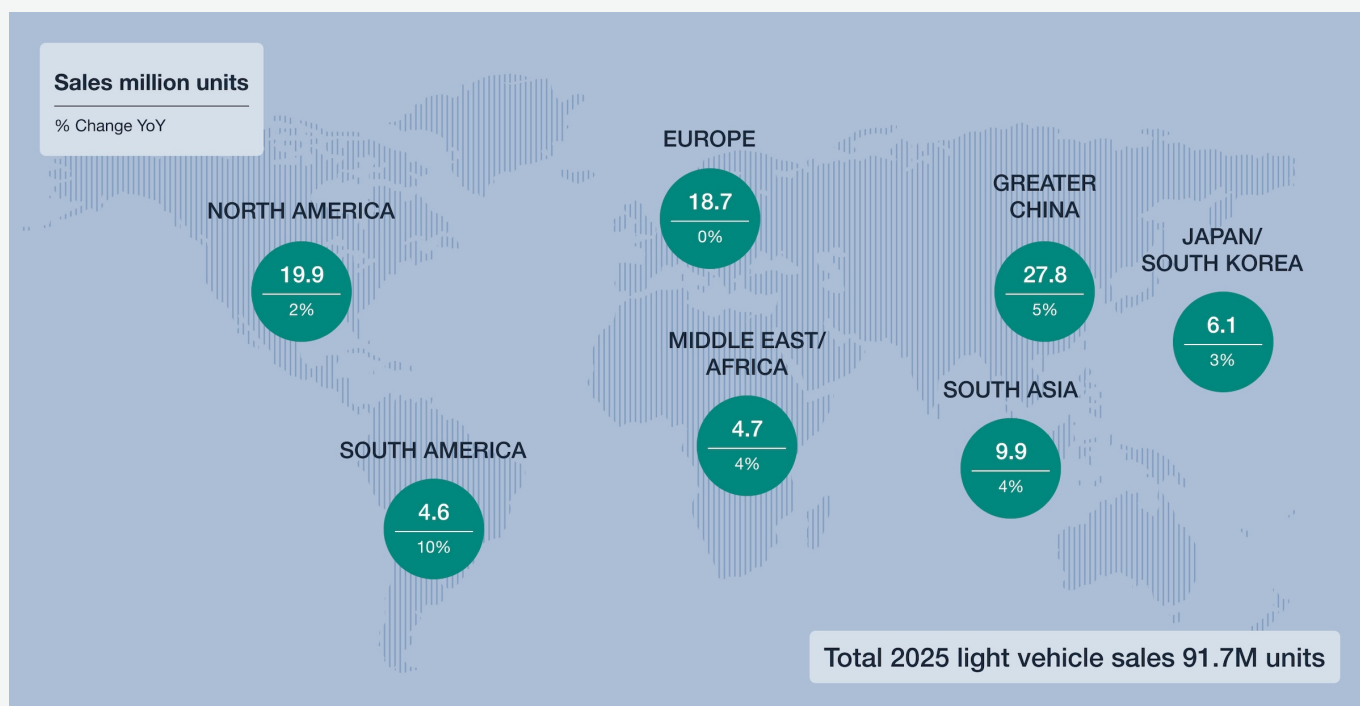 Sales million units
% Change YoY
NORTH AMERICA
19.9
2%
SOUTH AMERICA
4.6
10%
EUROPE
18.7
0%
MIDDLE EAST/
AFRICA
4.7
4%
GREATER
CHINA
27.8
5%
JAPAN/
SOUTH KOREA
6.1
3%
SOUTH ASIA
9.9
4%
Total 2025 light vehicle sales 91.7M units